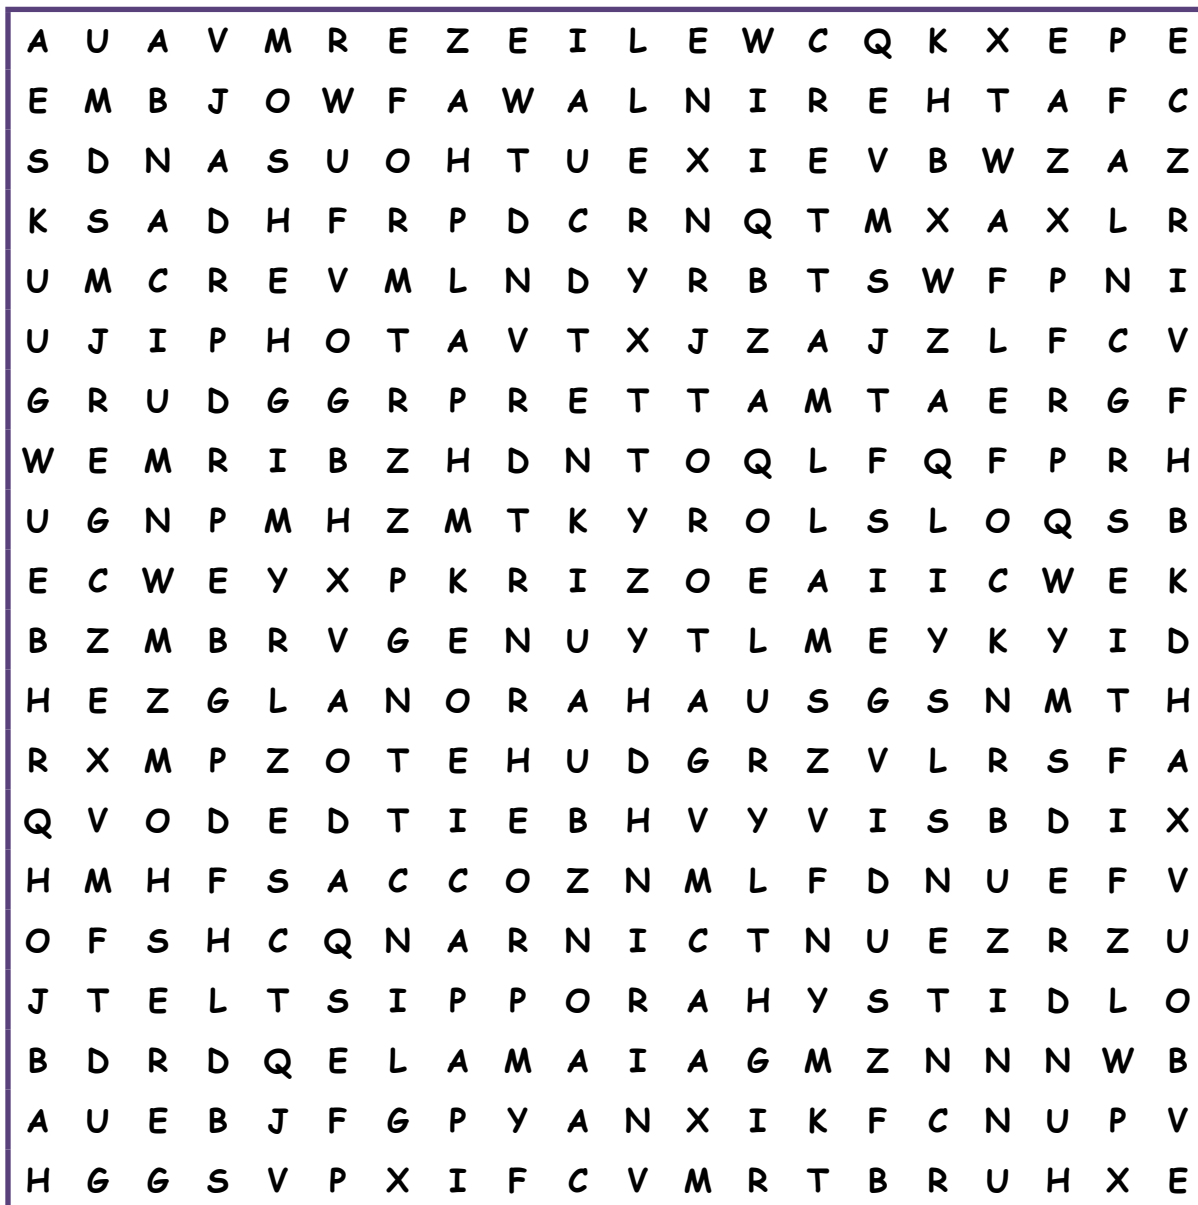 A U A V M R E Z E I L E W C Q K X E P E
E M B J O W F A W A L N I R E H T A F C
S D N A S U O H T U E X I E V B W Z A Z
K S A D H F R P D C R N Q T M X A X L R
U M C R E V M L N D Y R B T S W F P N I
U J I P H O T A V T X J Z A J Z L F C V
G R U D G G R P R E T T A M T A E R G F
W E M R I B Z H D N T O Q L F Q F P R H
U G N P M H Z M T K Y R O L S L O Q S B
E C W E Y X P K R I Z O E A I I C W E K
B Z M B R V G E N U Y T L M E Y K Y I D
H E Z G L A N O R A H A U S G S N M T H
R X M P Z O T E H U D G R Z V L R S F A
Q V O D E D T I E B H V Y V I S B D I X
H M H F S A C C O Z N M L F D N U E F V
O F S H C Q N A R N I C T N U E Z R Z U
J T E L T S I P P O R A H Y S T I D L O
B D R D Q E L A M A I A G M Z N N N W B
A U E B J F G P Y A N X I K F C N U P V
H G G S V P X I F C V M R T B R U H X E